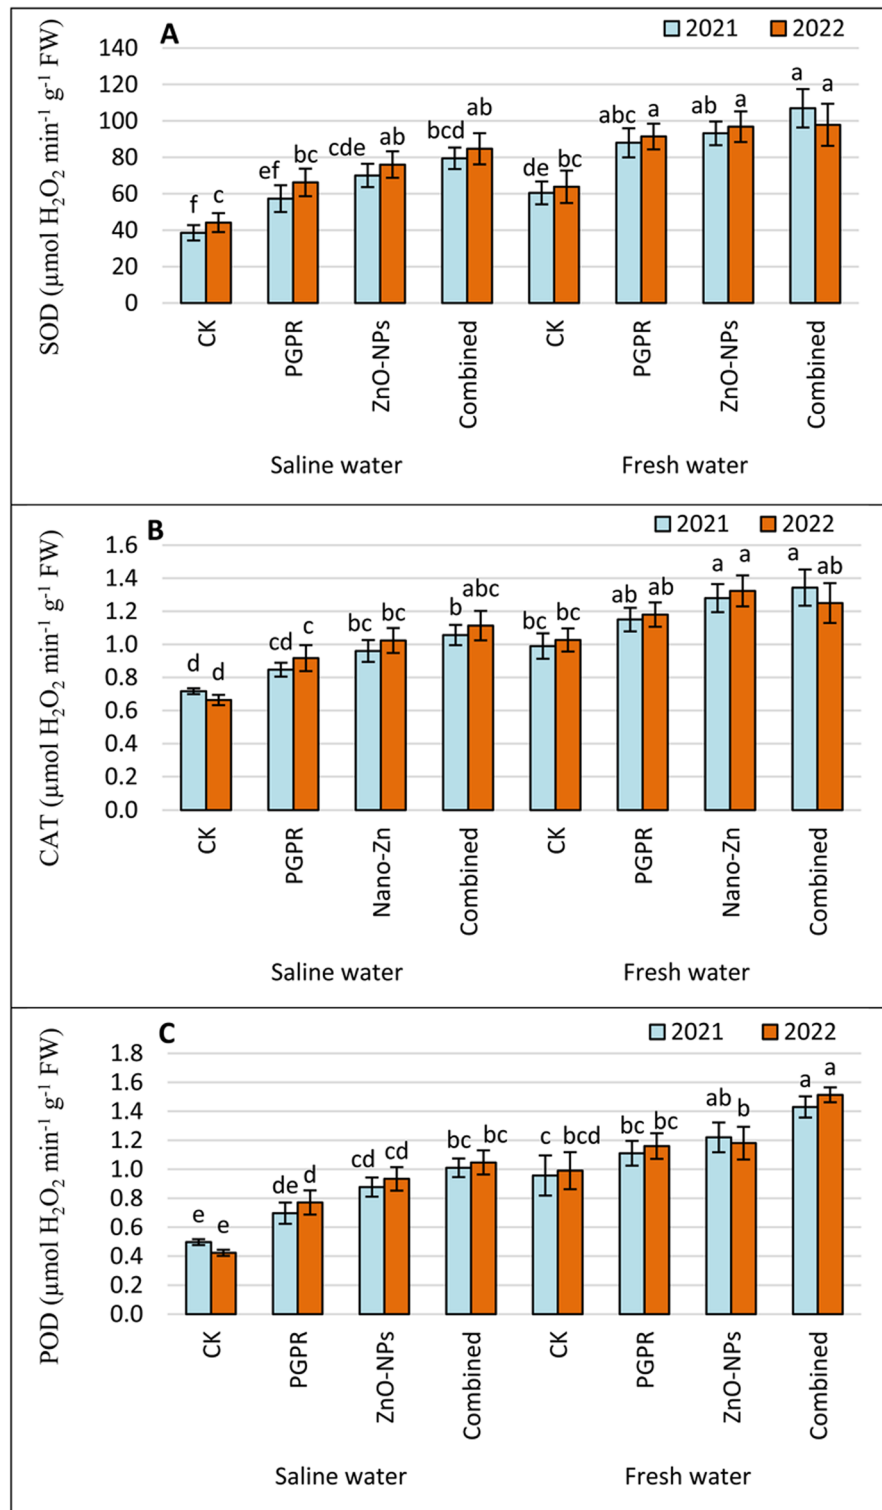 A
2021 2022
SOD (µmol H₂O₂ min⁻¹ g⁻¹ FW)
140
120
100
80
60
40
20
0
f c ef bc cde ab bcd ab de bc abc a ab a a a
CK PGPR ZnO-NPs Combined CK PGPR ZnO-NPs Combined
Saline water Fresh water
B
2021 2022
CAT (µmol H₂O₂ min⁻¹ g⁻¹ FW)
1.6
1.4
1.2
1.0
0.8
0.6
0.4
0.2
0.0
d d cd c bc bc b abc bc bc ab ab a a a ab
CK PGPR Nano-Zn Combined CK PGPR Nano-Zn Combined
Saline water Fresh water
C
2021 2022
POD (µmol H₂O₂ min⁻¹ g⁻¹ FW)
1.8
1.6
1.4
1.2
1.0
0.8
0.6
0.4
0.2
0.0
e e de d cd cd bc bc c bcd bc bc ab b a a
CK PGPR ZnO-NPs Combined CK PGPR ZnO-NPs Combined
Saline water Fresh water